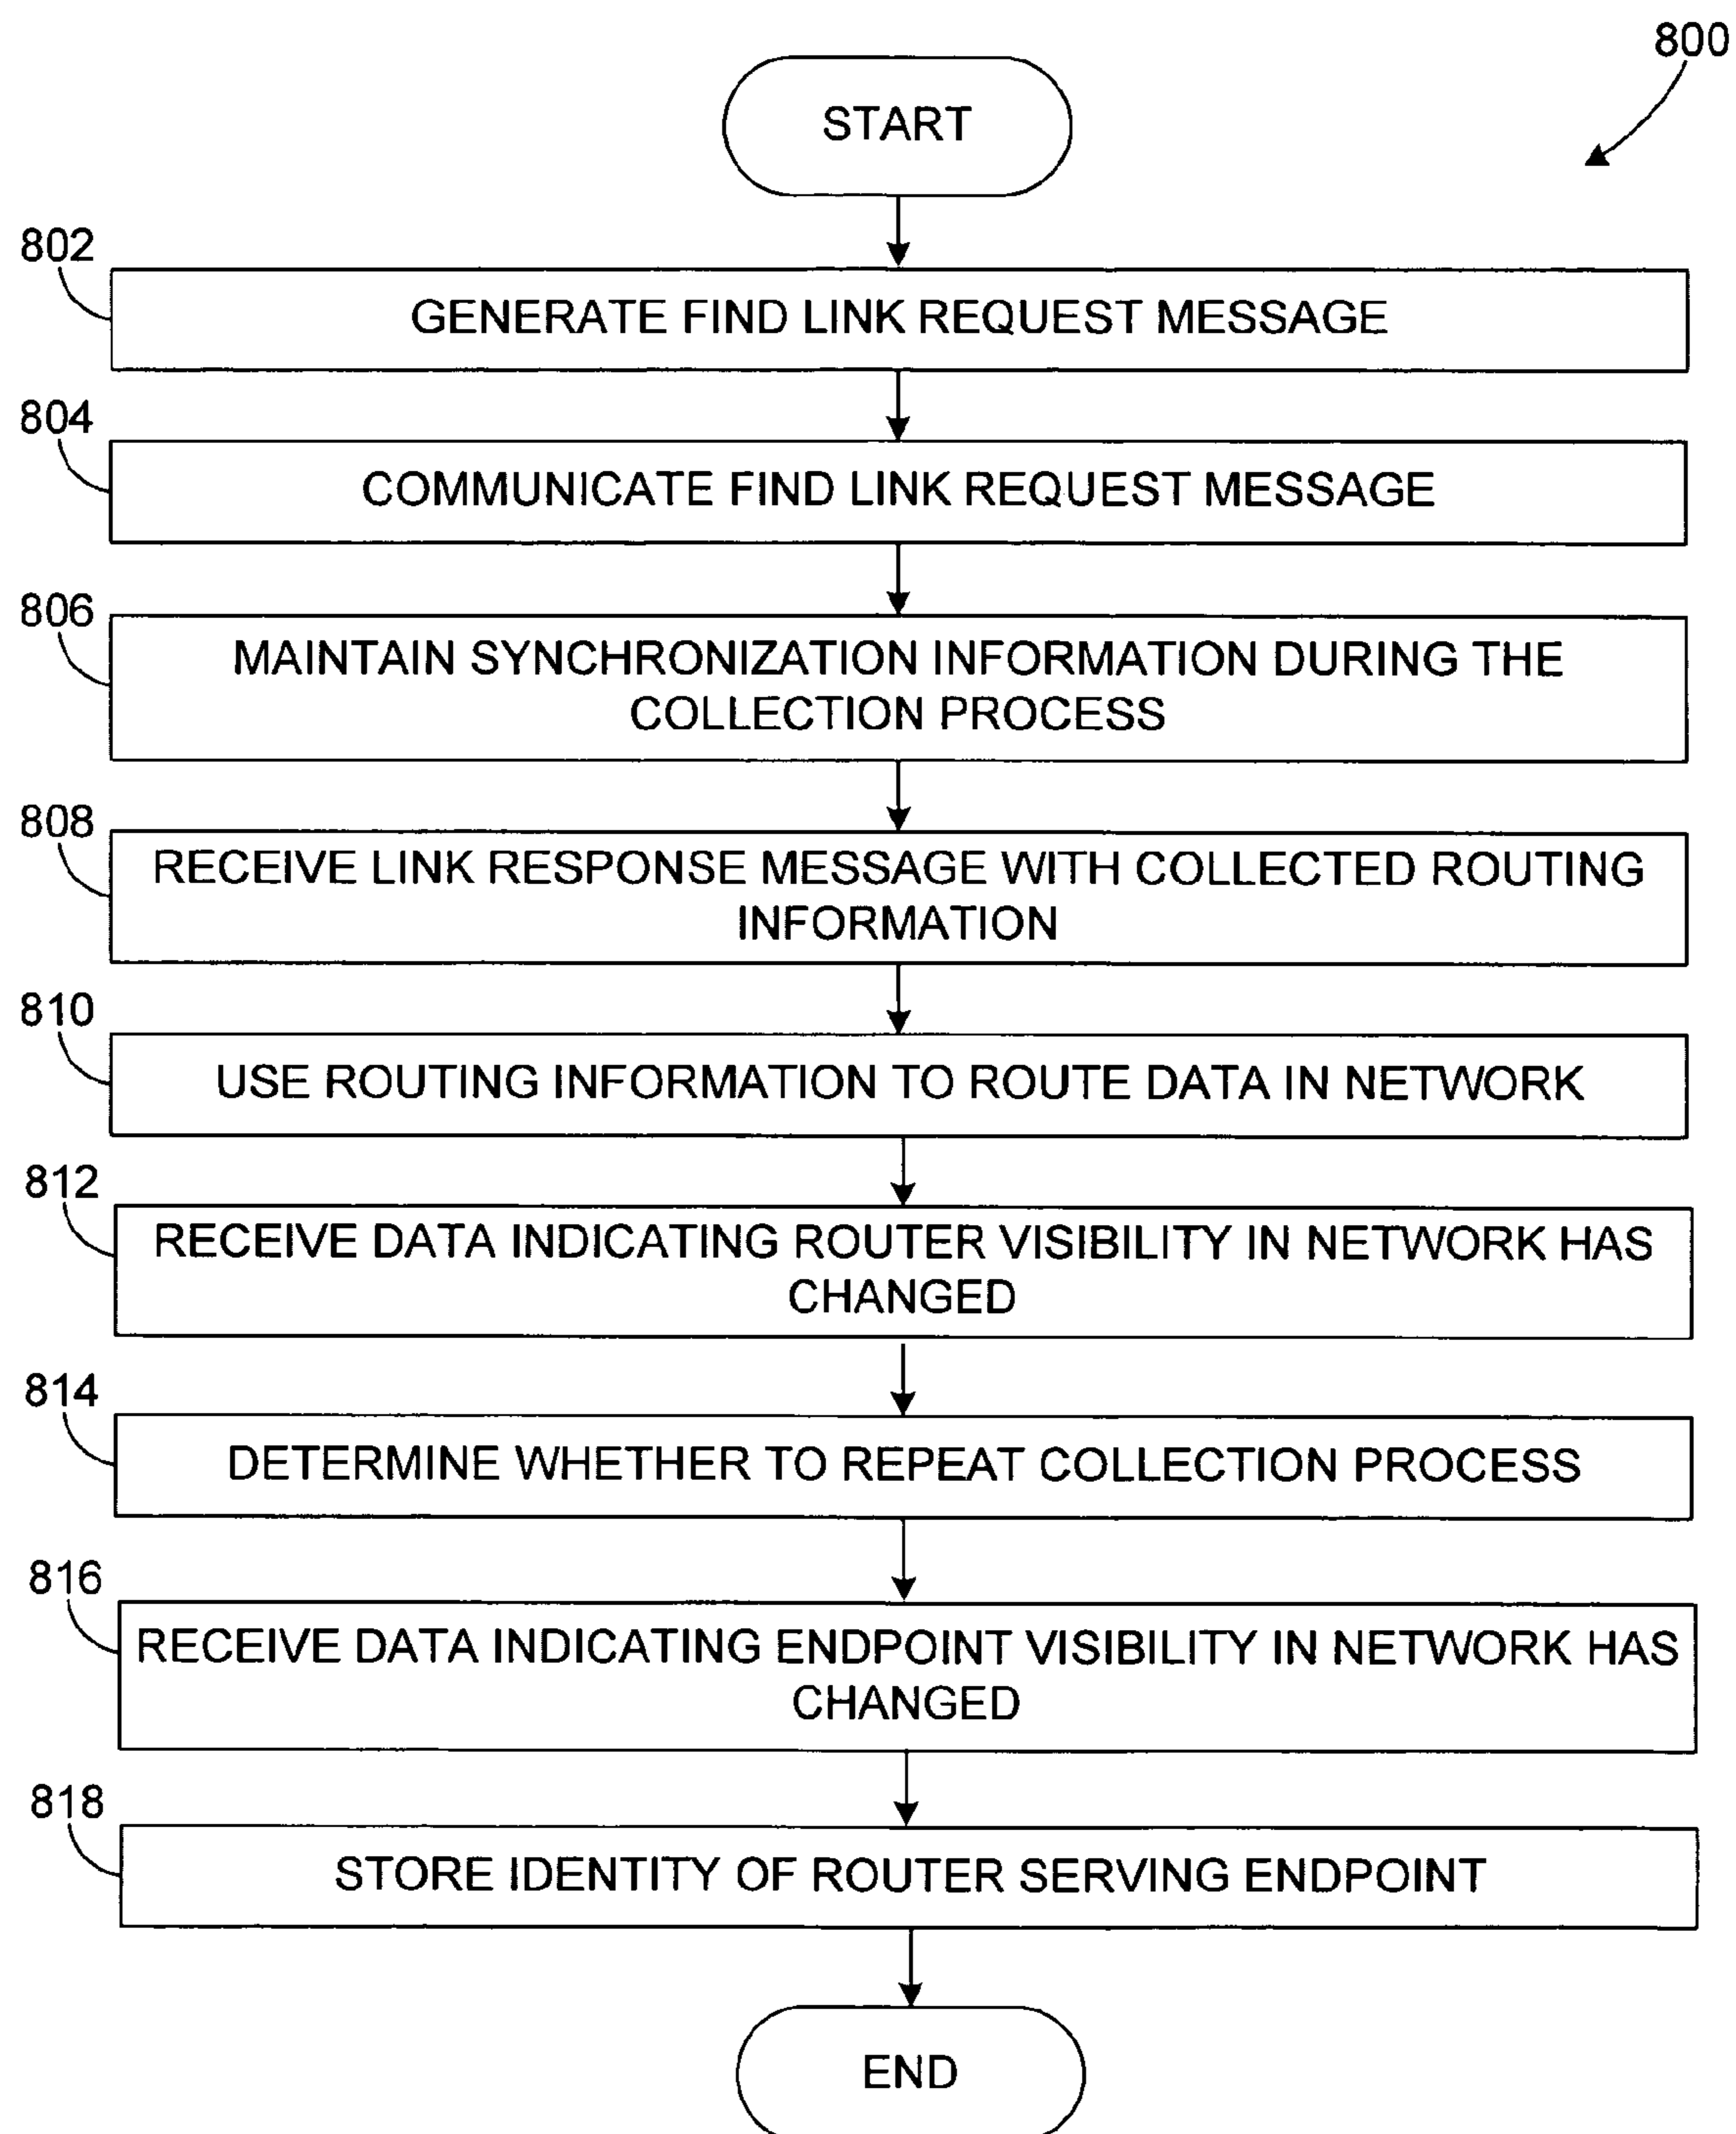 800
START
802
GENERATE FIND LINK REQUEST MESSAGE
804
COMMUNICATE FIND LINK REQUEST MESSAGE
806
MAINTAIN SYNCHRONIZATION INFORMATION DURING THE
COLLECTION PROCESS
808
RECEIVE LINK RESPONSE MESSAGE WITH COLLECTED ROUTING
INFORMATION
810
USE ROUTING INFORMATION TO ROUTE DATA IN NETWORK
812
RECEIVE DATA INDICATING ROUTER VISIBILITY IN NETWORK HAS
CHANGED
814
DETERMINE WHETHER TO REPEAT COLLECTION PROCESS
816
RECEIVE DATA INDICATING ENDPOINT VISIBILITY IN NETWORK HAS
CHANGED
818
STORE IDENTITY OF ROUTER SERVING ENDPOINT
END